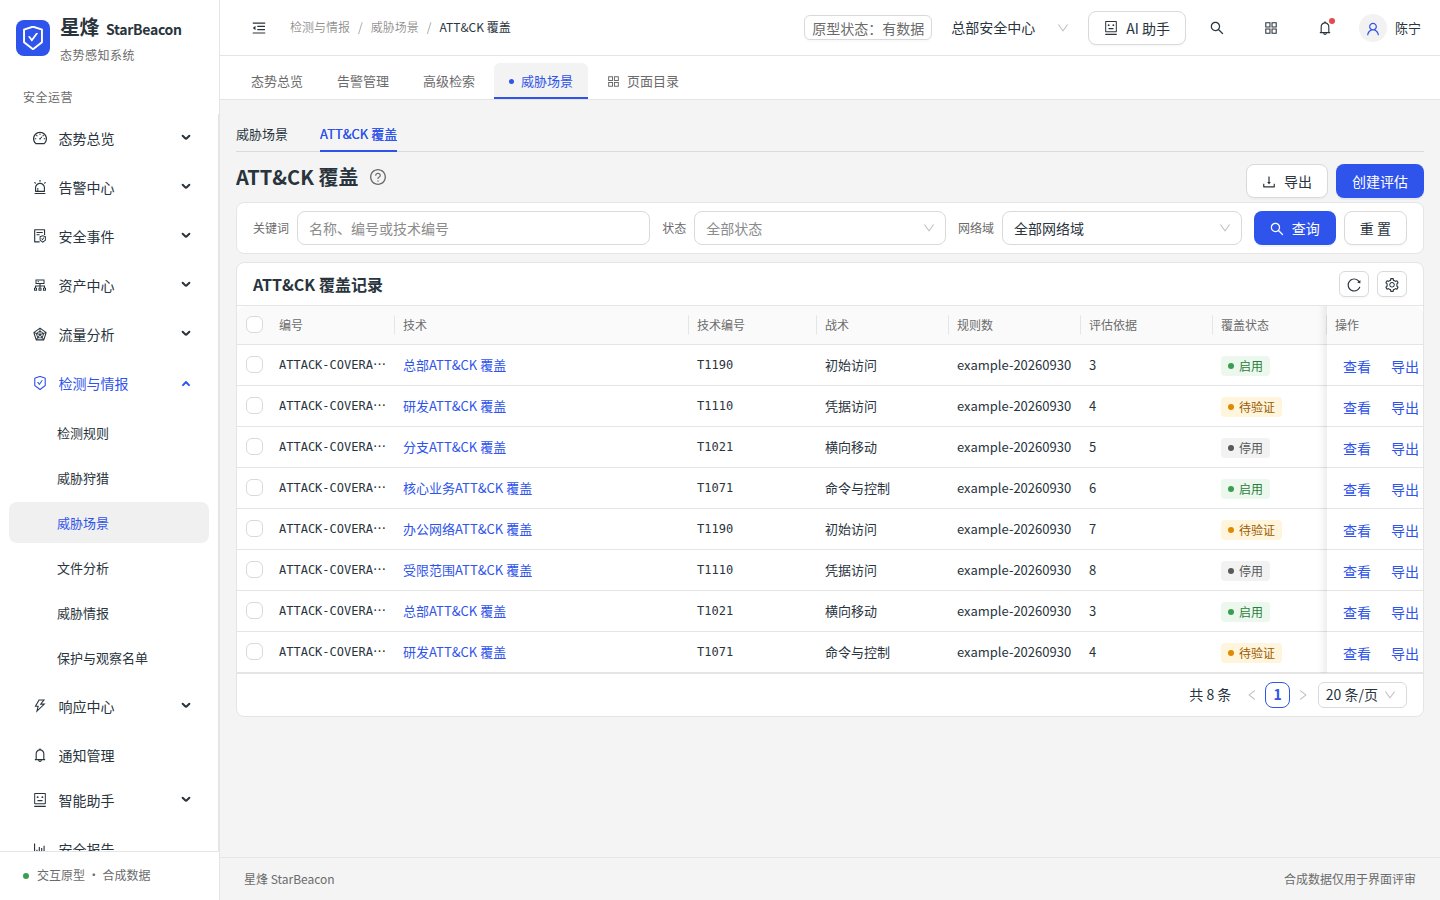 星烽 StarBeacon
态势感知系统
安全运营
态势总览
告警中心
安全事件
资产中心
流量分析
检测与情报
检测规则
威胁狩猎
威胁场景
文件分析
威胁情报
保护与观察名单
响应中心
通知管理
智能助手
安全报告
交互原型 · 合成数据
检测与情报 / 威胁场景 / ATT&CK 覆盖
原型状态：有数据
总部安全中心
AI 助手
陈宁
态势总览 告警管理 高级检索 威胁场景 页面目录
威胁场景 ATT&CK 覆盖
ATT&CK 覆盖
导出 创建评估
关键词 名称、编号或技术编号 状态 全部状态 网络域 全部网络域 查询 重 置
ATT&CK 覆盖记录
编号 技术 技术编号 战术 规则数 评估依据 覆盖状态 操作
ATTACK-COVERA··· 总部ATT&CK 覆盖 T1190 初始访问 example-20260930 3 启用 查看 导出
ATTACK-COVERA··· 研发ATT&CK 覆盖 T1110 凭据访问 example-20260930 4 待验证 查看 导出
ATTACK-COVERA··· 分支ATT&CK 覆盖 T1021 横向移动 example-20260930 5 停用 查看 导出
ATTACK-COVERA··· 核心业务ATT&CK 覆盖 T1071 命令与控制 example-20260930 6 启用 查看 导出
ATTACK-COVERA··· 办公网络ATT&CK 覆盖 T1190 初始访问 example-20260930 7 待验证 查看 导出
ATTACK-COVERA··· 受限范围ATT&CK 覆盖 T1110 凭据访问 example-20260930 8 停用 查看 导出
ATTACK-COVERA··· 总部ATT&CK 覆盖 T1021 横向移动 example-20260930 3 启用 查看 导出
ATTACK-COVERA··· 研发ATT&CK 覆盖 T1071 命令与控制 example-20260930 4 待验证 查看 导出
共 8 条 1 20 条/页
星烽 StarBeacon
合成数据仅用于界面评审